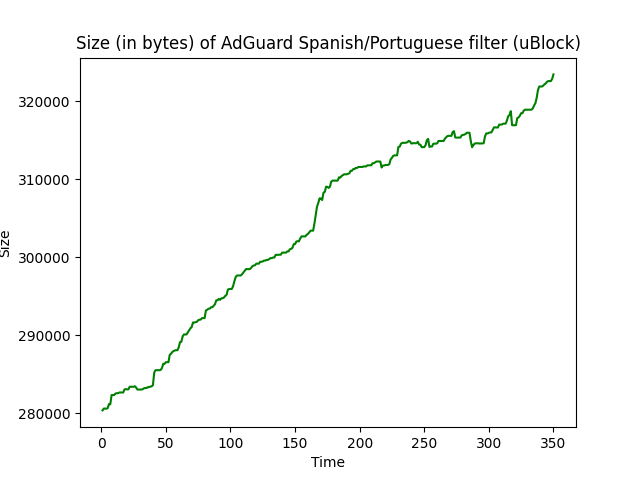 Size (in bytes) of AdGuard Spanish/Portuguese filter (uBlock)
320000
310000
300000
290000
280000
Size
0 50 100 150 200 250 300 350
Time